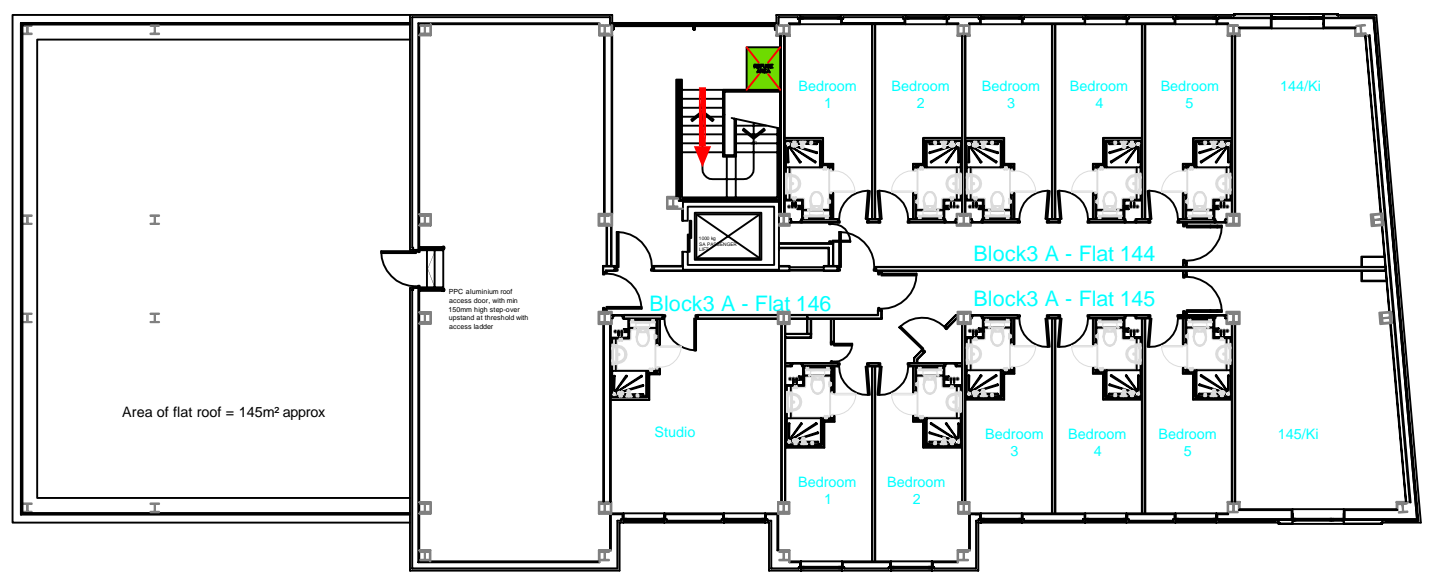 Bedroom
1
Bedroom
2
Bedroom
3
Bedroom
4
Bedroom
5
144/Ki
1000 kg
Block3 A - Flat 144
Block3 A - Flat 146
Block3 A - Flat 145
PPC aluminium roof
access door, with min
150mm high step-over
upstand at threshold with
access ladder
Area of flat roof = 145m² approx
Studio
Bedroom
3
Bedroom
4
Bedroom
5
145/Ki
Bedroom
1
Bedroom
2